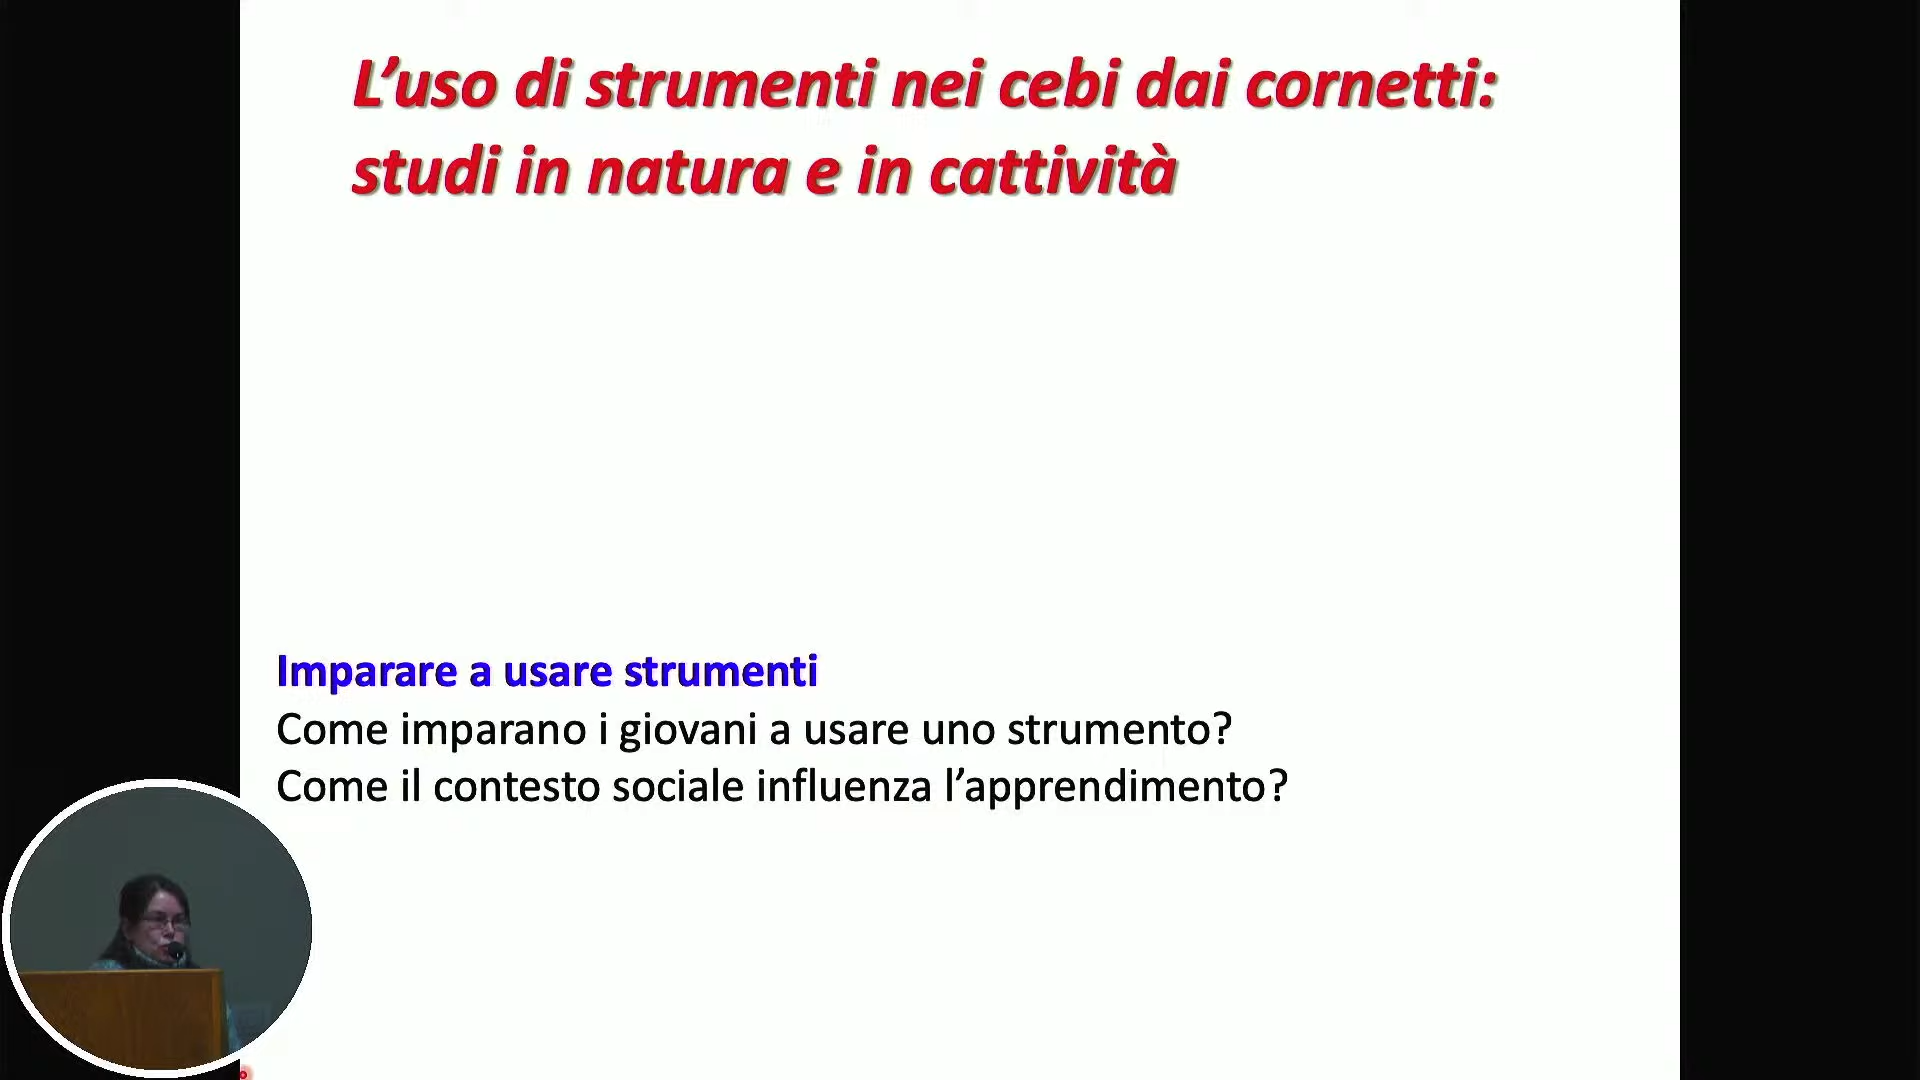 L’uso di strumenti nei cebi dai cornetti:
studi in natura e in cattività
Imparare a usare strumenti
Come imparano i giovani a usare uno strumento?
Come il contesto sociale influenza l’apprendimento?